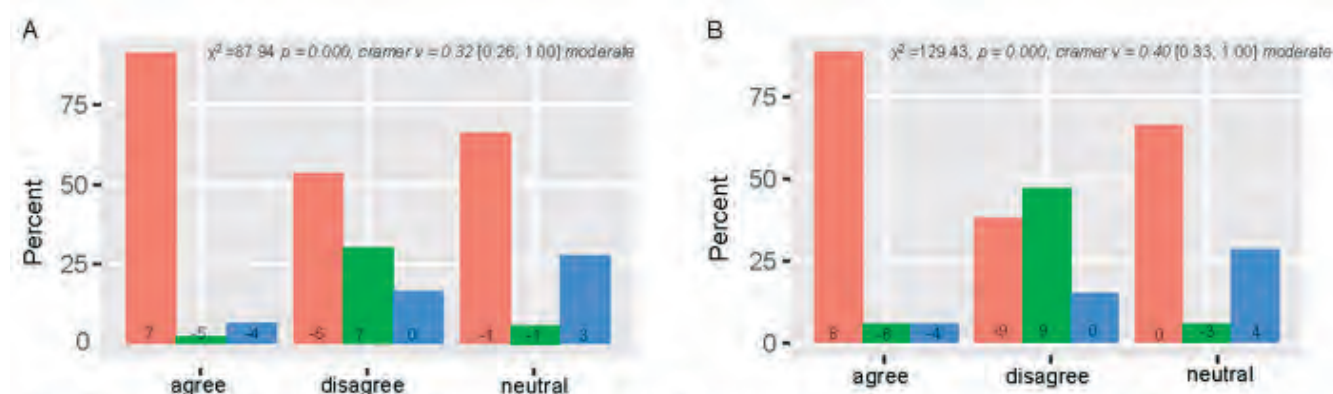 A
χ² =87.94 p = 0.000, cramer v = 0.32 [0.26, 1.00] moderate
75
50
25
0
Percent
7 -5 -4 -5 7 0 -1 -1 3
agree disagree neutral
B
χ² =129.43, p = 0.000, cramer v = 0.40 [0.33, 1.00] moderate
75
50
25
0
Percent
8 -6 -4 -9 9 0 0 -3 4
agree disagree neutral